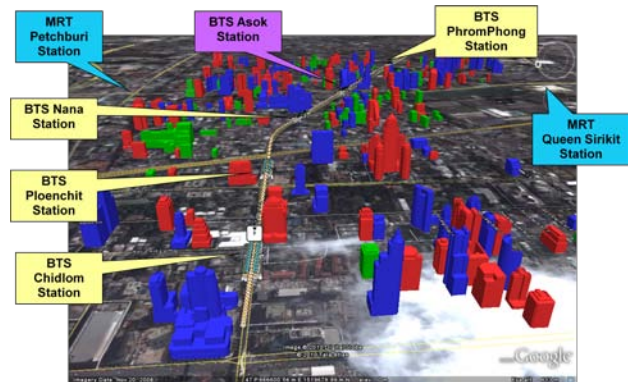 MRT
Petchburi
Station
BTS Asok
Station
BTS
PhromPhong
Station
BTS Nana
Station
MRT
Queen Sirikit
Station
BTS
Ploenchit
Station
BTS
Chidlom
Station
Google